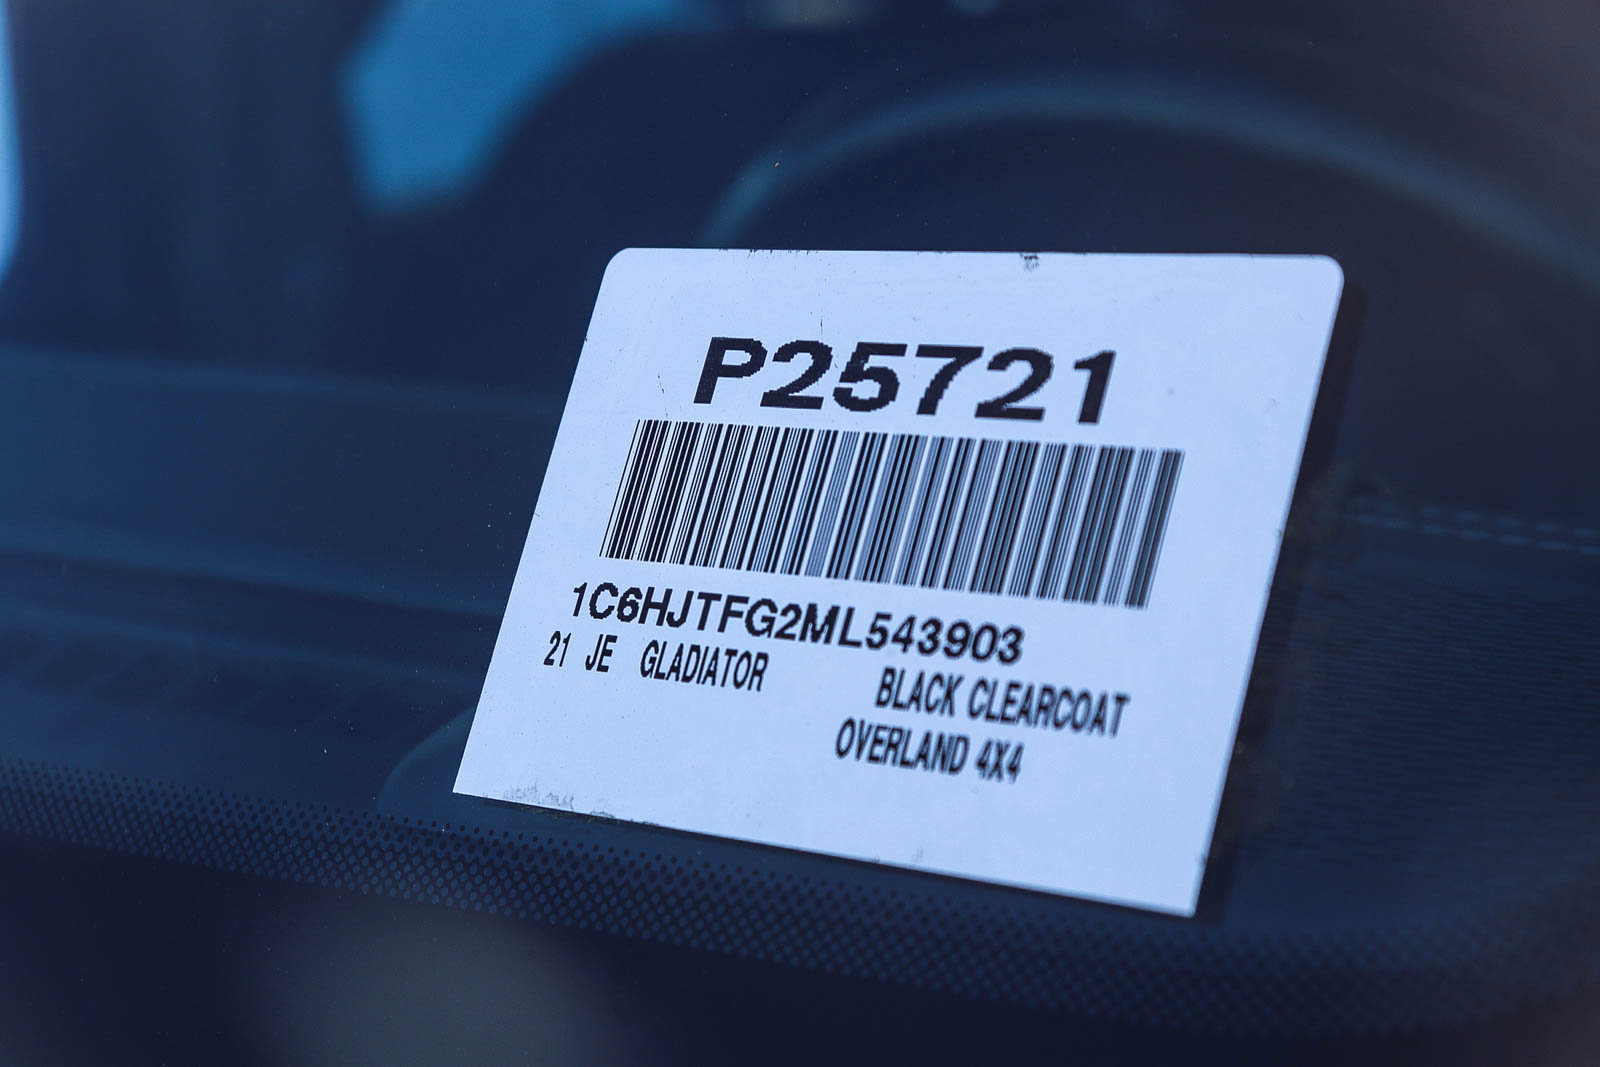 P25721
1C6HJTFG2ML543903
21 JE GLADIATOR BLACK CLEARCOAT
OVERLAND 4X4